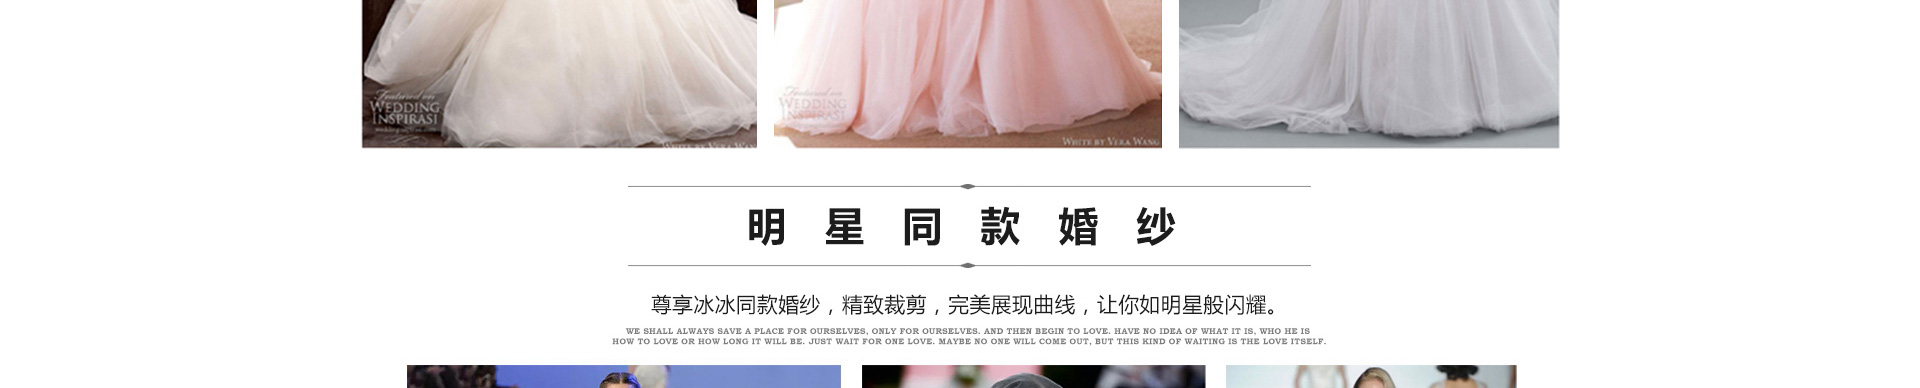 Featured on
WEDDING
INSPIRASI
WHITE BY VERA WAN
WEDDING
INSPIRASI
WHITE BY VERA WANG
明星同款婚纱
尊享冰冰同款婚纱，精致裁剪，完美展现曲线，让你如明星般闪耀。
WE SHALL ALWAYS SAVE A PLACE FOR OURSELVES, ONLY FOR OURSELVES. AND THEN BEGIN TO LOVE. HAVE NO IDEA OF WHAT IT IS, WHO HE IS
HOW TO LOVE OR HOW LONG IT WILL BE. JUST WAIT FOR ONE LOVE. MAYBE NO ONE WILL COME OUT, BUT THIS KIND OF WAITING IS THE LOVE ITSELF.